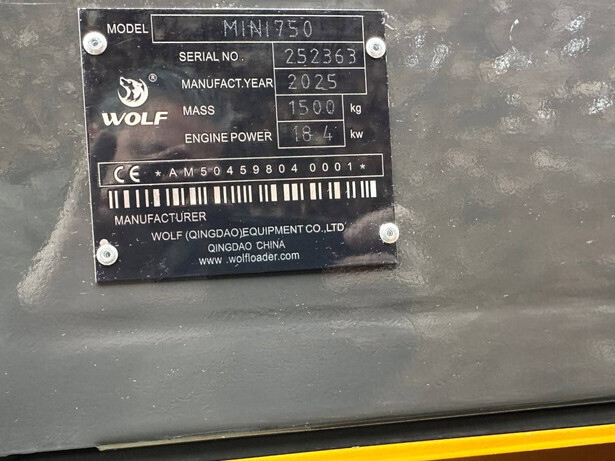 MODEL MINI750
SERIAL NO. 252363
MANUFACT.YEAR 2025
MASS 1500 kg
ENGINE POWER 18.4 kw
®
WOLF
CE *AM50459804 0001*
MANUFACTURER
WOLF (QINGDAO)EQUIPMENT CO.,LTD
QINGDAO CHINA
www.wolfloader.com